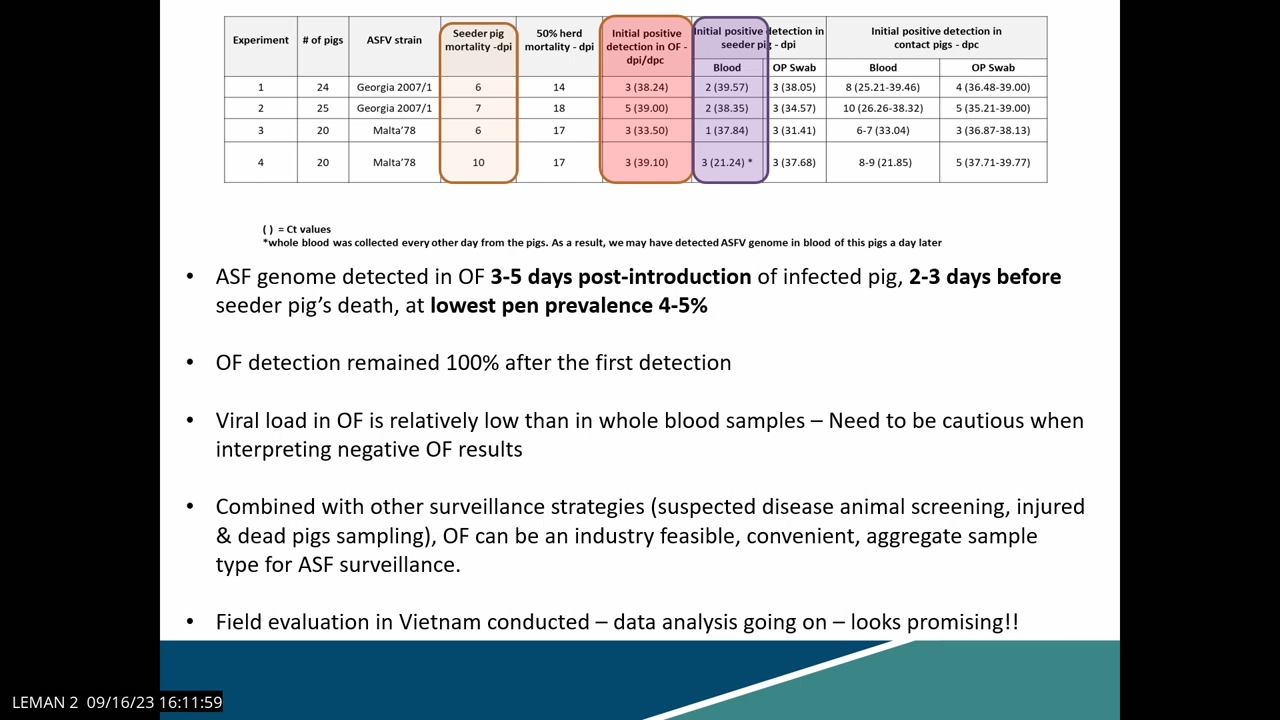 Experiment # of pigs ASFV strain Seeder pig mortality -dpi 50% herd mortality - dpi Initial positive detection in OF - dpi/dpc Initial positive detection in seeder pig - dpi Initial positive detection in contact pigs - dpc
Blood OP Swab Blood OP Swab
1 24 Georgia 2007/1 6 14 3 (38.24) 2 (39.57) 3 (38.05) 8 (25.21-39.46) 4 (36.48-39.00)
2 25 Georgia 2007/1 7 18 5 (39.00) 2 (38.35) 3 (34.57) 10 (26.26-38.32) 5 (35.21-39.00)
3 20 Malta'78 6 17 3 (33.50) 1 (37.84) 3 (31.41) 6-7 (33.04) 3 (36.87-38.13)
4 20 Malta'78 10 17 3 (39.10) 3 (21.24) * 3 (37.68) 8-9 (21.85) 5 (37.71-39.77)
( ) = Ct values
*whole blood was collected every other day from the pigs. As a result, we may have detected ASFV genome in blood of this pigs a day later
• ASF genome detected in OF 3-5 days post-introduction of infected pig, 2-3 days before
seeder pig's death, at lowest pen prevalence 4-5%
• OF detection remained 100% after the first detection
• Viral load in OF is relatively low than in whole blood samples – Need to be cautious when
interpreting negative OF results
• Combined with other surveillance strategies (suspected disease animal screening, injured
& dead pigs sampling), OF can be an industry feasible, convenient, aggregate sample
type for ASF surveillance.
• Field evaluation in Vietnam conducted – data analysis going on – looks promising!!
LEMAN 2 09/16/23 16:11:59